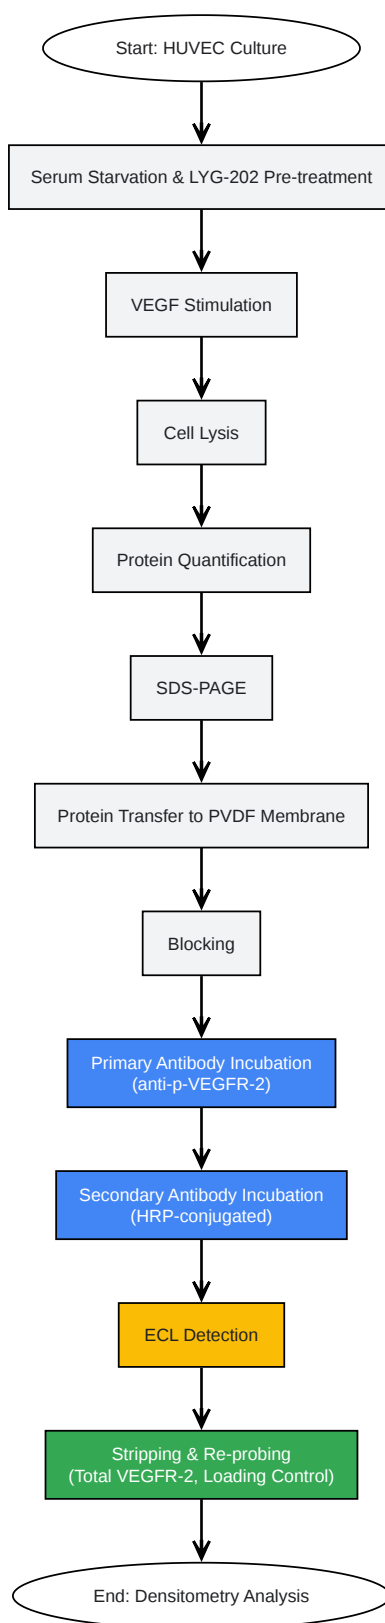 Start: HUVEC Culture
Serum Starvation & LYG-202 Pre-treatment
VEGF Stimulation
Cell Lysis
Protein Quantification
SDS-PAGE
Protein Transfer to PVDF Membrane
Blocking
Primary Antibody Incubation
(anti-p-VEGFR-2)
Secondary Antibody Incubation
(HRP-conjugated)
ECL Detection
Stripping & Re-probing
(Total VEGFR-2, Loading Control)
End: Densitometry Analysis